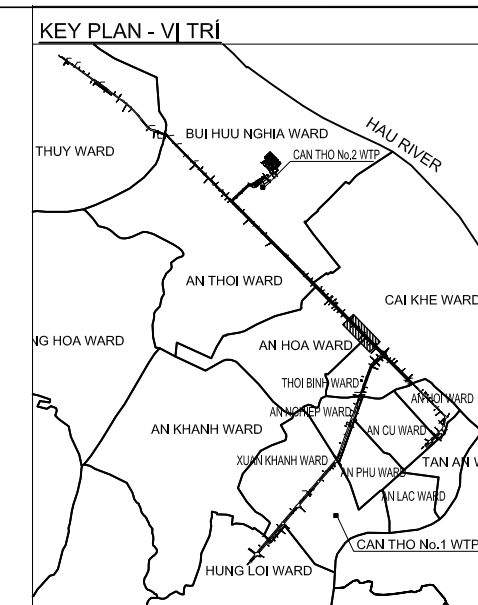 KEY PLAN - VỊ TRÍ
BUI HUU NGHIA WARD
HAU RIVER
THUY WARD
CAN THO No,2 WTP
AN THOI WARD
CAI KHE WARD
NG HOA WARD
AN HOA WARD
THOI BINH WARD
AN HOI WARD
AN NGHIEP WARD
AN KHANH WARD
AN CU WARD
XUAN KHANH WARD
TAN AN W
AN PHU WARD
AN LAC WARD
CAN THO No.1 WTP
HUNG LOI WARD